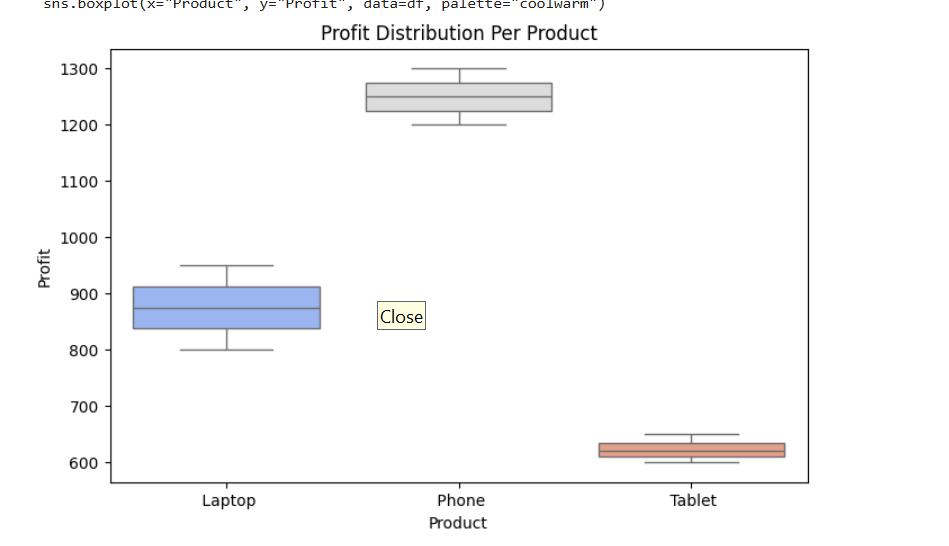 sns.boxplot(x="Product", y="Profit", data=df, palette="coolwarm")
Profit Distribution Per Product
1300
1200
1100
1000
900
800
700
600
Profit
Close
Laptop Phone Tablet
Product